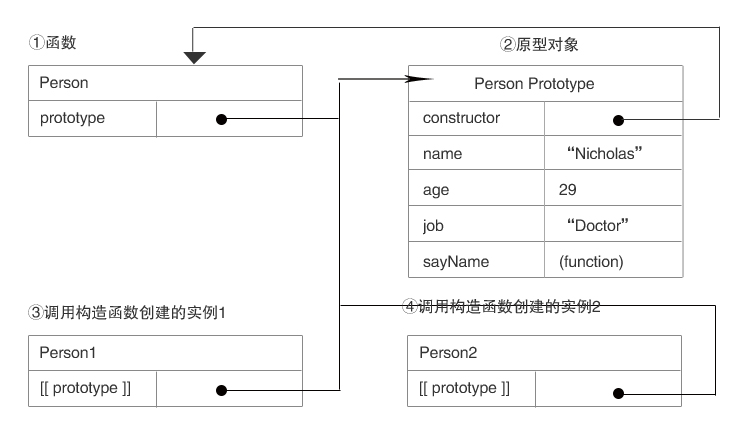 ①函数
Person
prototype
②原型对象
Person Prototype
constructor
name “Nicholas”
age 29
job “Doctor”
sayName (function)
③调用构造函数创建的实例1
Person1
[[ prototype ]]
④调用构造函数创建的实例2
Person2
[[ prototype ]]